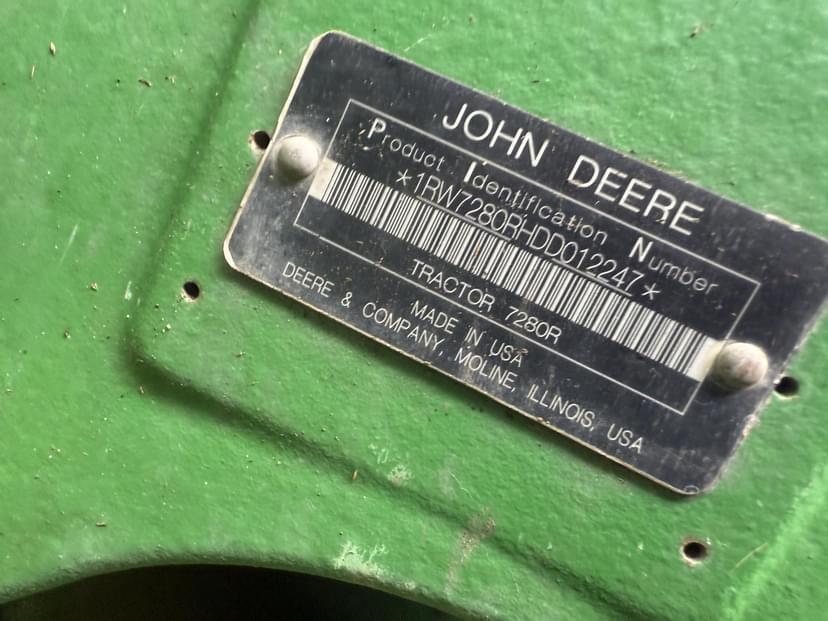 JOHN DEERE
Product Identification Number
*1RW7280RHDD012247*
TRACTOR 7280R
MADE IN USA
DEERE & COMPANY, MOLINE, ILLINOIS, USA